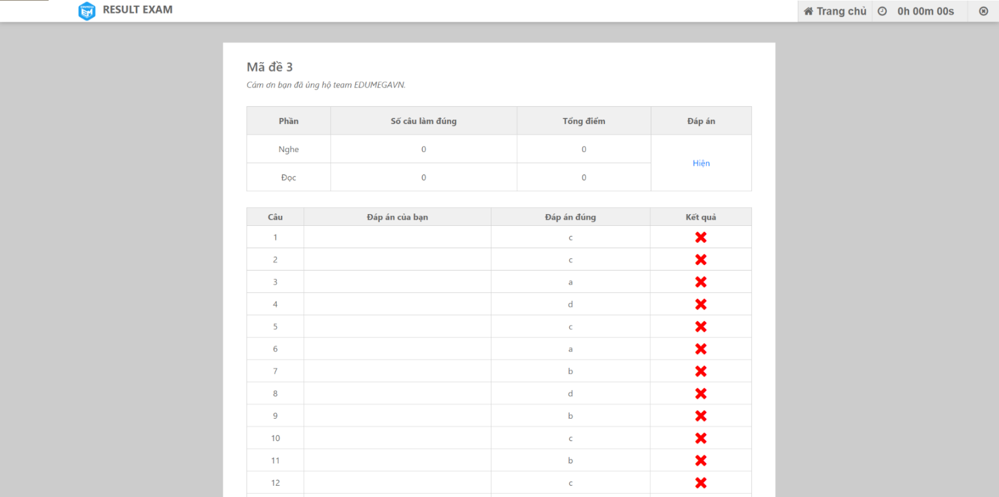 RESULT EXAM
Trang chủ 0h 00m 00s
Mã đề 3
Cám ơn bạn đã ủng hộ team EDUMEGAVN.
Phần Số câu làm đúng Tổng điểm Đáp án
Nghe 0 0
Hiện
Đọc 0 0
Câu Đáp án của bạn Đáp án đúng Kết quả
1 c
2 c
3 a
4 d
5 c
6 a
7 b
8 d
9 b
10 c
11 b
12 c